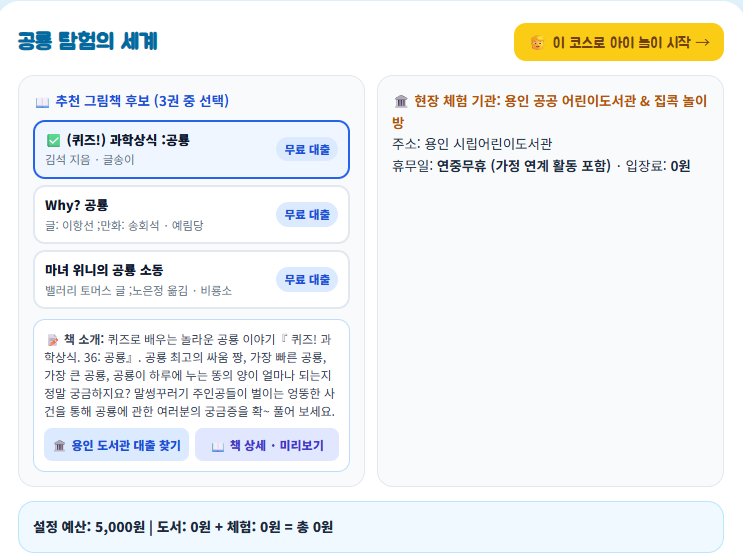 공룡 탐험의 세계
이 코스로 아이 놀이 시작 →
추천 그림책 후보 (3권 중 선택)
(퀴즈!) 과학상식 :공룡
김석 지음 · 글송이
무료 대출
Why? 공룡
글: 이항선 ;만화: 송회석 · 예림당
무료 대출
마녀 위니의 공룡 소동
밸러리 토머스 글 ;노은정 옮김 · 비룡소
무료 대출
책 소개: 퀴즈로 배우는 놀라운 공룡 이야기『 퀴즈! 과
학상식. 36: 공룡』. 공룡 최고의 싸움 짱, 가장 빠른 공룡,
가장 큰 공룡, 공룡이 하루에 누는 똥의 양이 얼마나 되는지
정말 궁금하지요? 말썽꾸러기 주인공들이 벌이는 엉뚱한 사
건을 통해 공룡에 관한 여러분의 궁금증을 확~ 풀어 보세요.
용인 도서관 대출 찾기
책 상세 · 미리보기
현장 체험 기관: 용인 공공 어린이도서관 & 집콕 놀이
방
주소: 용인 시립어린이도서관
휴무일: 연중무휴 (가정 연계 활동 포함) · 입장료: 0원
설정 예산: 5,000원 | 도서: 0원 + 체험: 0원 = 총 0원